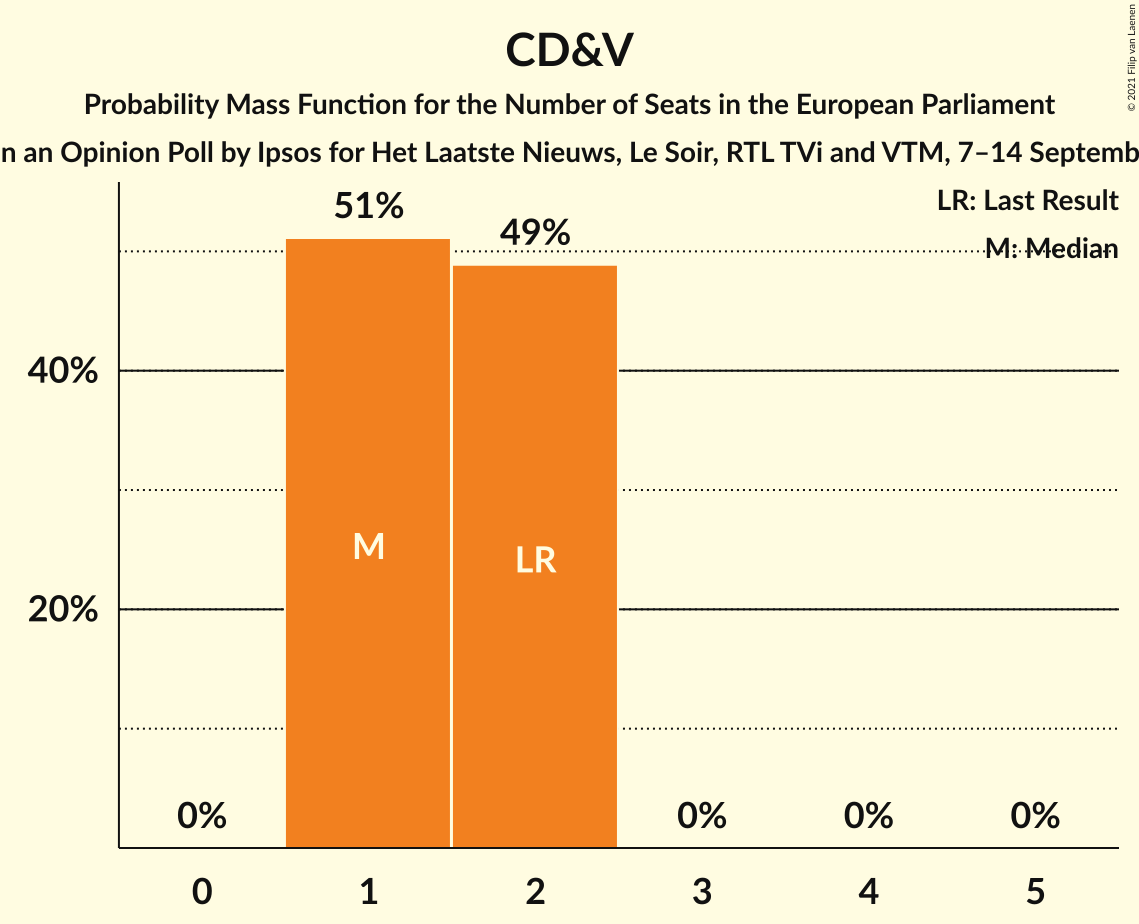 CD&V
Probability Mass Function for the Number of Seats in the European Parliament
n an Opinion Poll by Ipsos for Het Laatste Nieuws, Le Soir, RTL TVi and VTM, 7–14 Septemb
© 2021 Filip van Laenen
LR: Last Result
M: Median
51%
49%
40%
20%
M
LR
0%
0%
0%
0%
0
1
2
3
4
5